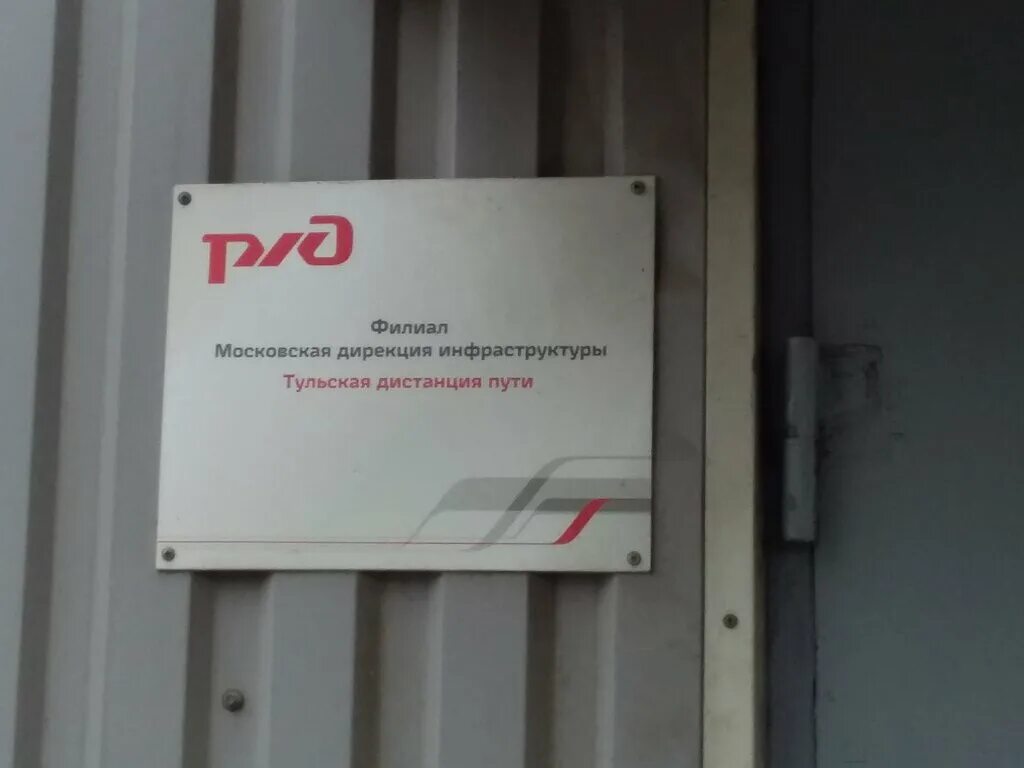 ржд
Филиал
Московская дирекция инфраструктуры
Тульская дистанция пути